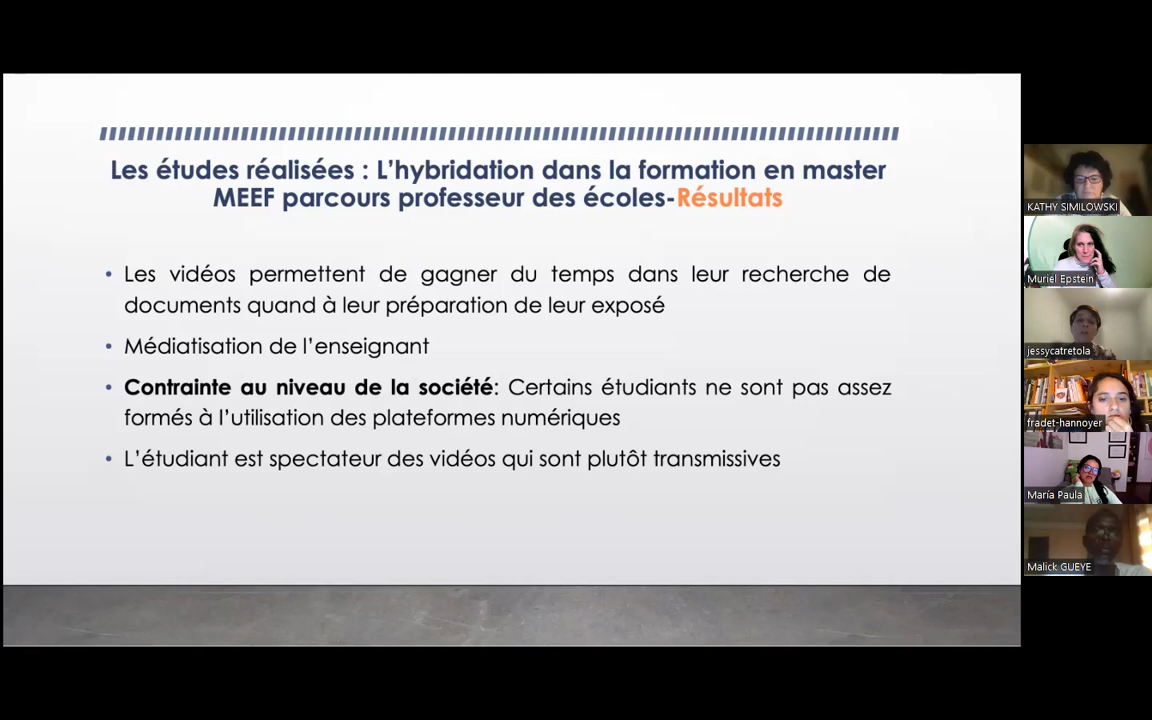 Les études réalisées : L’hybridation dans la formation en master
MEEF parcours professeur des écoles-Résultats
• Les vidéos permettent de gagner du temps dans leur recherche de
documents quand à leur préparation de leur exposé
• Médiatisation de l’enseignant
• Contrainte au niveau de la société: Certains étudiants ne sont pas assez
formés à l’utilisation des plateformes numériques
• L’étudiant est spectateur des vidéos qui sont plutôt transmissives
KATHY SIMILOWSKI
Muriel Epstein
jessycatretola
fradet-hannoyer
María Paula
Malick GUEYE